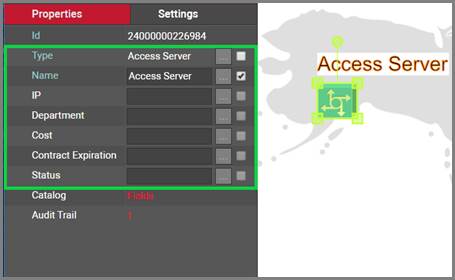 Properties Settings
Id 24000000226984
Type Access Server ...
Name Access Server ...
IP ...
Department ...
Cost ...
Contract Expiration ...
Status ...
Catalog Fields
Audit Trail 1
Access Server